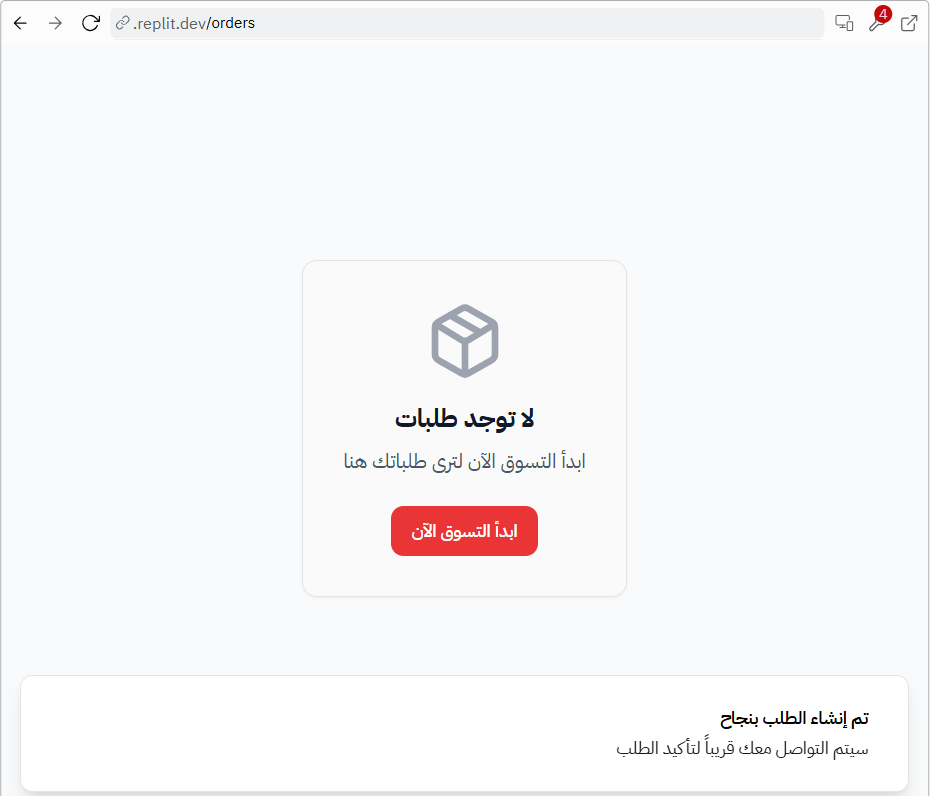 .replit.dev/orders
4
لا توجد طلبات
ابدأ التسوق الآن لترى طلباتك هنا
ابدأ التسوق الآن
تم إنشاء الطلب بنجاح
سيتم التواصل معك قريباً لتأكيد الطلب